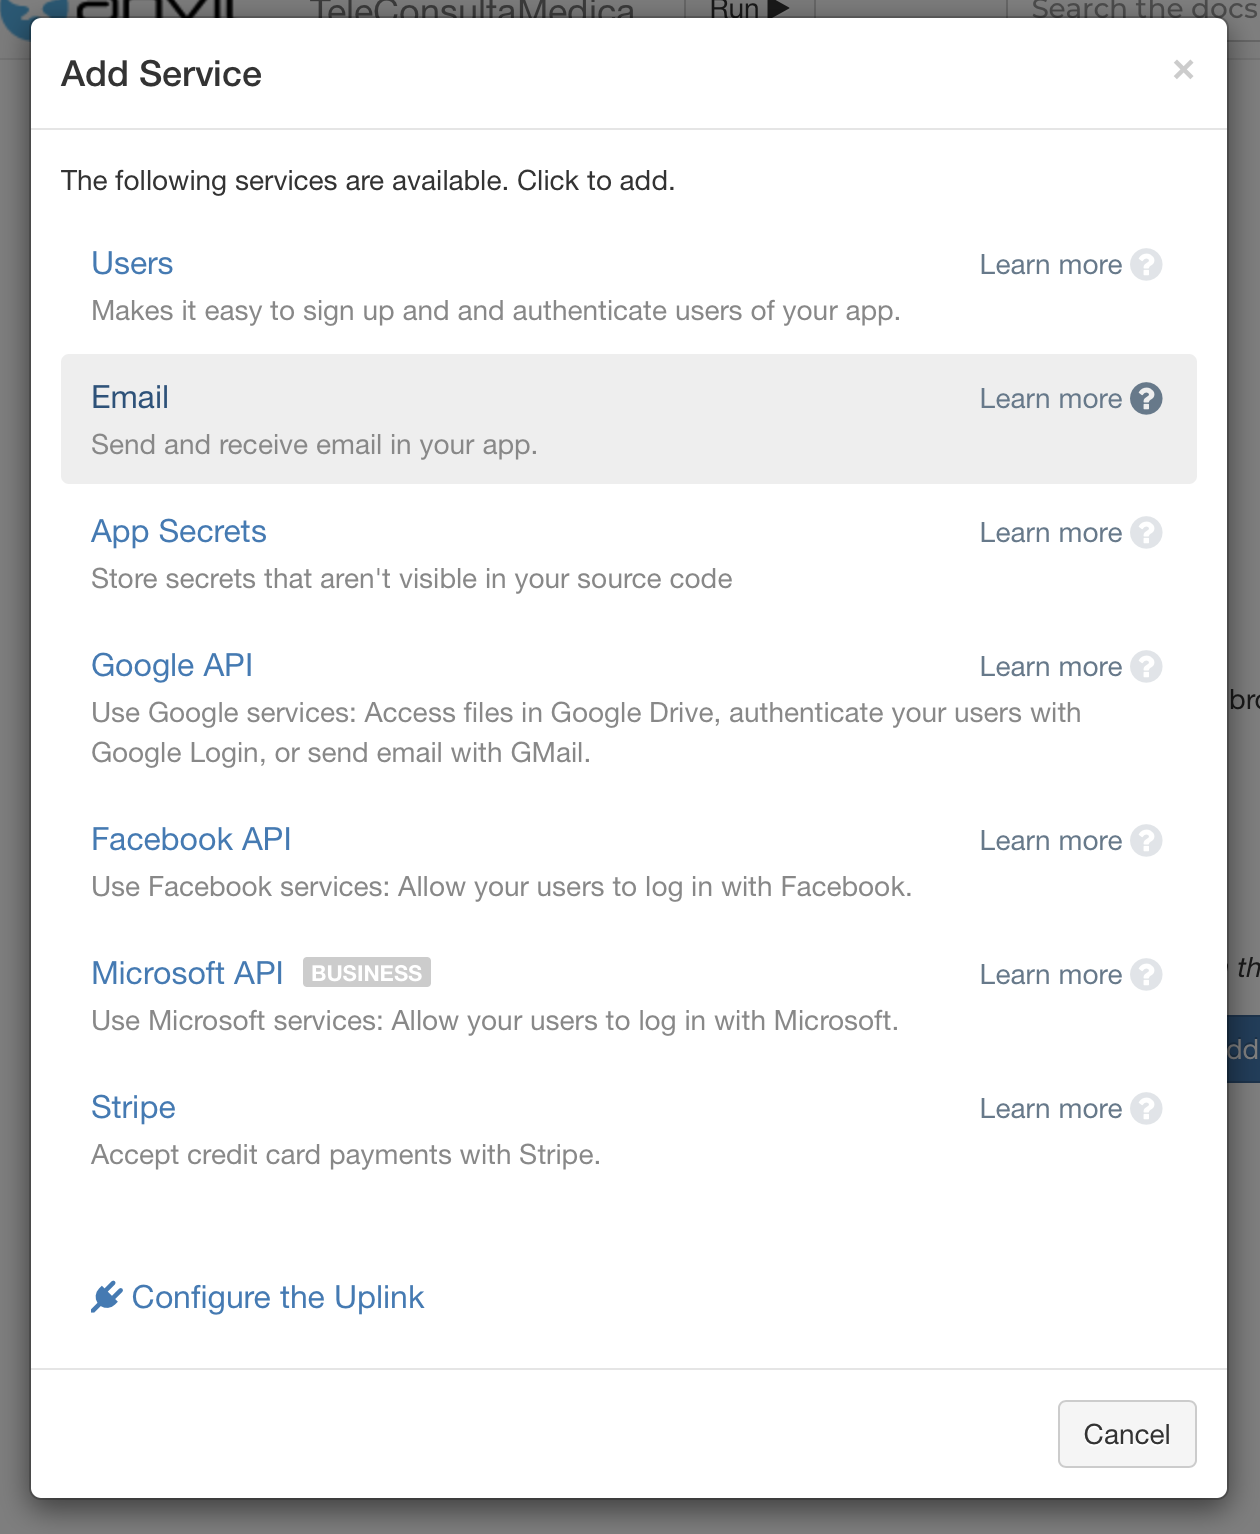 anvil TeleConsultaMedica Run Search the docs
Add Service
×
The following services are available. Click to add.
Users Learn more ?
Makes it easy to sign up and and authenticate users of your app.
Email Learn more ?
Send and receive email in your app.
App Secrets Learn more ?
Store secrets that aren't visible in your source code
Google API Learn more ?
Use Google services: Access files in Google Drive, authenticate your users with
Google Login, or send email with GMail.
Facebook API Learn more ?
Use Facebook services: Allow your users to log in with Facebook.
Microsoft API BUSINESS Learn more ?
Use Microsoft services: Allow your users to log in with Microsoft.
Stripe Learn more ?
Accept credit card payments with Stripe.
Configure the Uplink
Cancel